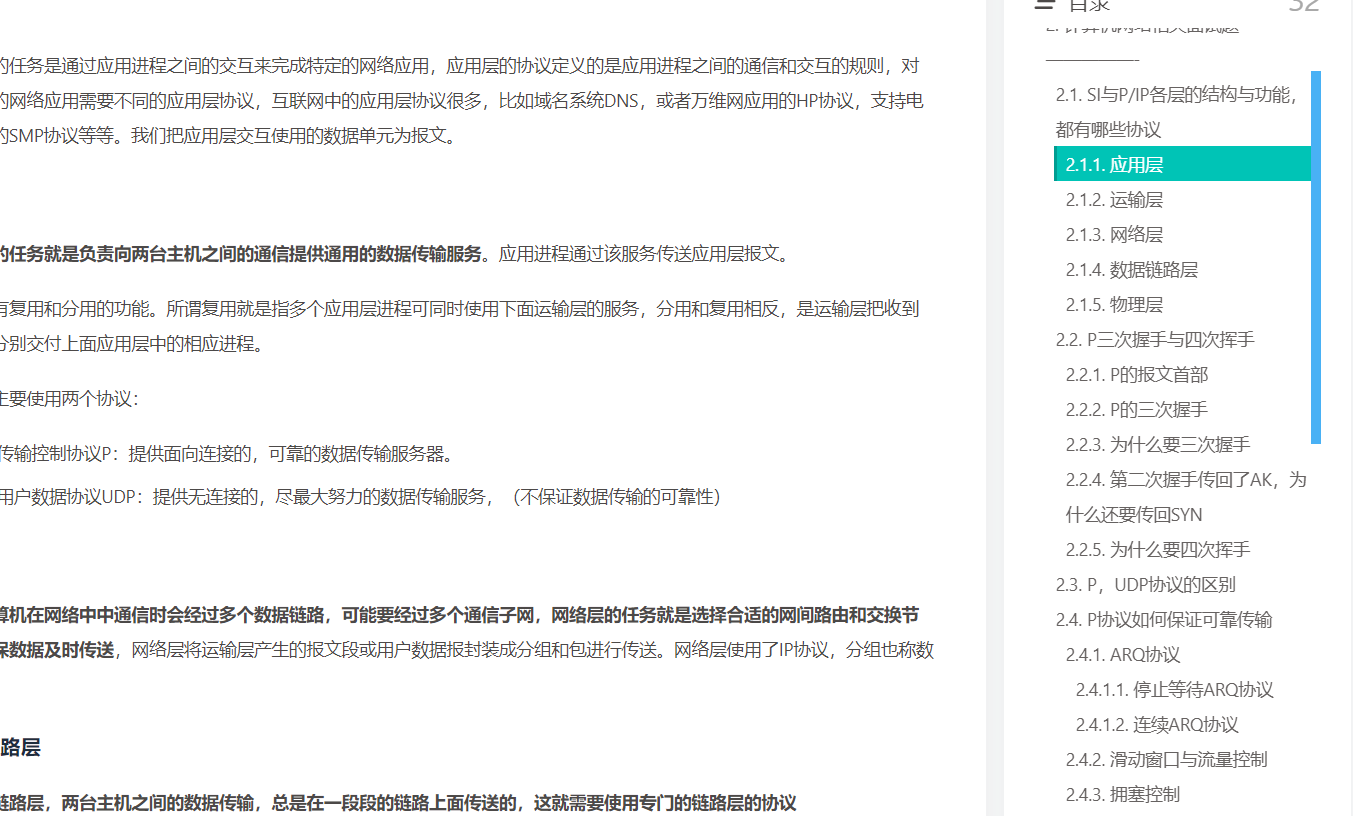 的任务是通过应用进程之间的交互来完成特定的网络应用，应用层的协议定义的是应用进程之间的通信和交互的规则，对
的网络应用需要不同的应用层协议，互联网中的应用层协议很多，比如域名系统DNS，或者万维网应用的HP协议，支持电
的SMP协议等等。我们把应用层交互使用的数据单元为报文。
的任务就是负责向两台主机之间的通信提供通用的数据传输服务。应用进程通过该服务传送应用层报文。
有复用和分用的功能。所谓复用就是指多个应用层进程可同时使用下面运输层的服务，分用和复用相反，是运输层把收到
分别交付上面应用层中的相应进程。
主要使用两个协议：
传输控制协议P：提供面向连接的，可靠的数据传输服务器。
用户数据协议UDP：提供无连接的，尽最大努力的数据传输服务，（不保证数据传输的可靠性）
算机在网络中中通信时会经过多个数据链路，可能要经过多个通信子网，网络层的任务就是选择合适的网间路由和交换节
保数据及时传送，网络层将运输层产生的报文段或用户数据报封装成分组和包进行传送。网络层使用了IP协议，分组也称数
路层
链路层，两台主机之间的数据传输，总是在一段段的链路上面传送的，这就需要使用专门的链路层的协议
目录
32
2. 计算机网络相关面试题
——————-
2.1. SI与P/IP各层的结构与功能，
都有哪些协议
2.1.1. 应用层
2.1.2. 运输层
2.1.3. 网络层
2.1.4. 数据链路层
2.1.5. 物理层
2.2. P三次握手与四次挥手
2.2.1. P的报文首部
2.2.2. P的三次握手
2.2.3. 为什么要三次握手
2.2.4. 第二次握手传回了AK，为
什么还要传回SYN
2.2.5. 为什么要四次挥手
2.3. P，UDP协议的区别
2.4. P协议如何保证可靠传输
2.4.1. ARQ协议
2.4.1.1. 停止等待ARQ协议
2.4.1.2. 连续ARQ协议
2.4.2. 滑动窗口与流量控制
2.4.3. 拥塞控制